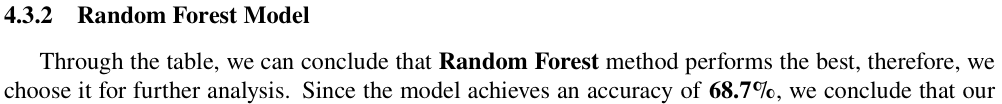 4.3.2 Random Forest Model
Through the table, we can conclude that Random Forest method performs the best, therefore, we
choose it for further analysis. Since the model achieves an accuracy of 68.7%, we conclude that our